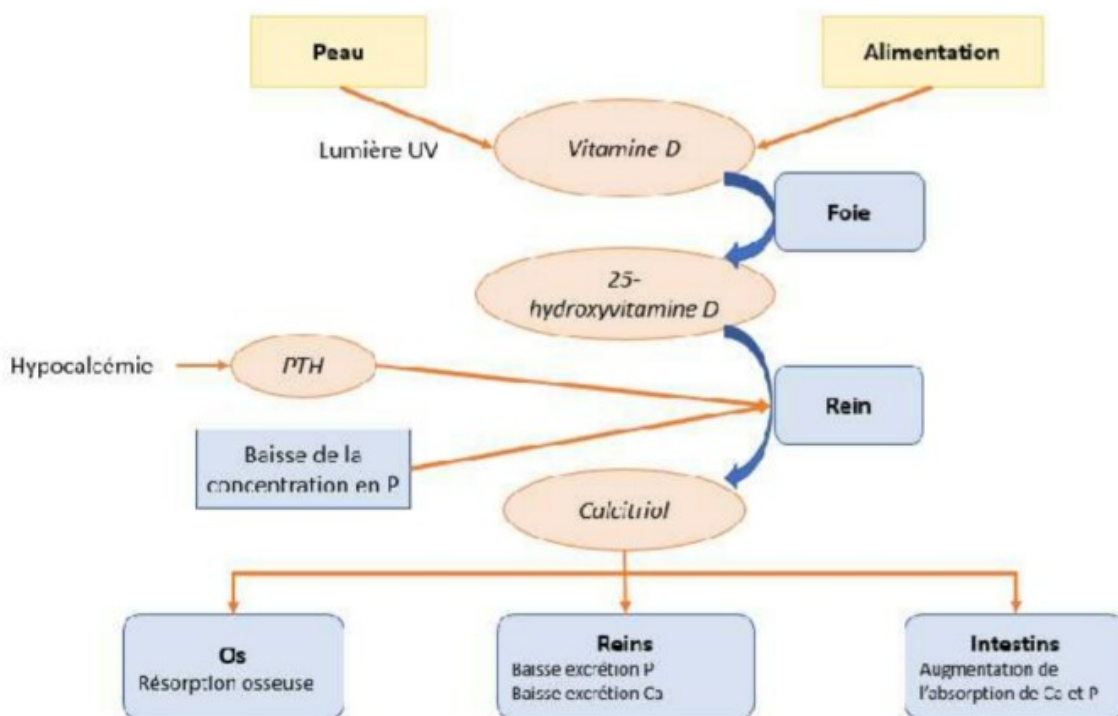 Peau
Alimentation
Lumière UV
Vitamine D
Foie
25-
hydroxyvitamine D
Hypocalcémie
PTH
Rein
Baisse de la
concentration en P
Culcitriol
Os
Résorption osseuse
Reins
Baisse excrétion P
Baisse excrétion Ca
Intestins
Augmentation de
l'absorption de Ca et P